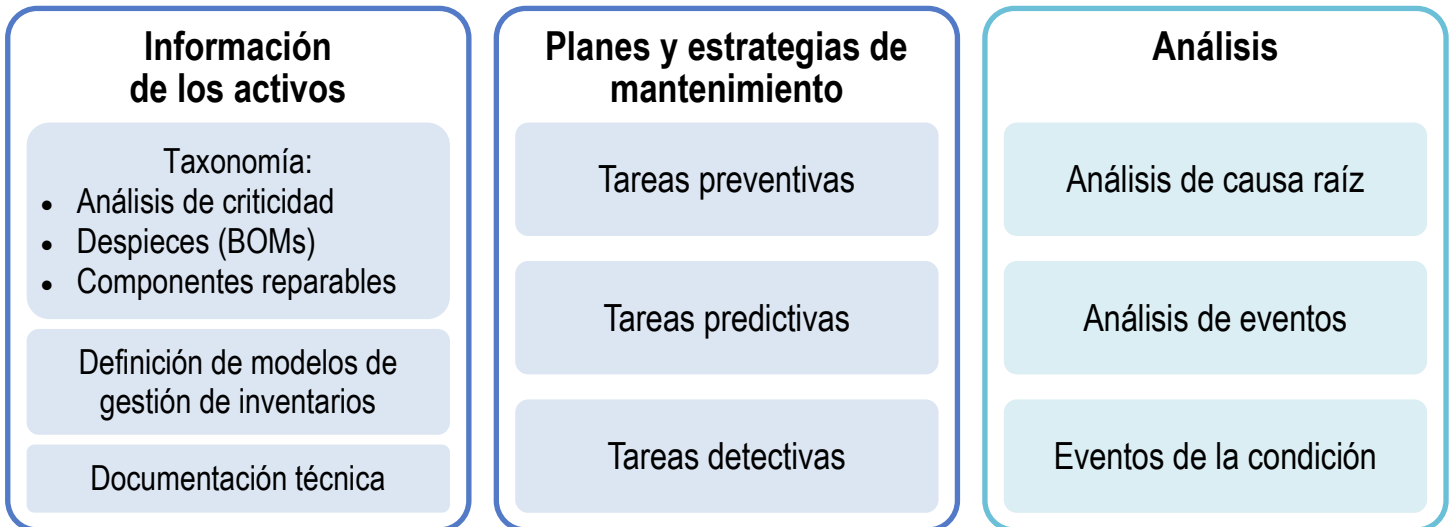 Información
de los activos
Taxonomía:
• Análisis de criticidad
• Despieces (BOMs)
• Componentes reparables
Definición de modelos de
gestión de inventarios
Documentación técnica
Planes y estrategias de
mantenimiento
Tareas preventivas
Tareas predictivas
Tareas detectivas
Análisis
Análisis de causa raíz
Análisis de eventos
Eventos de la condición